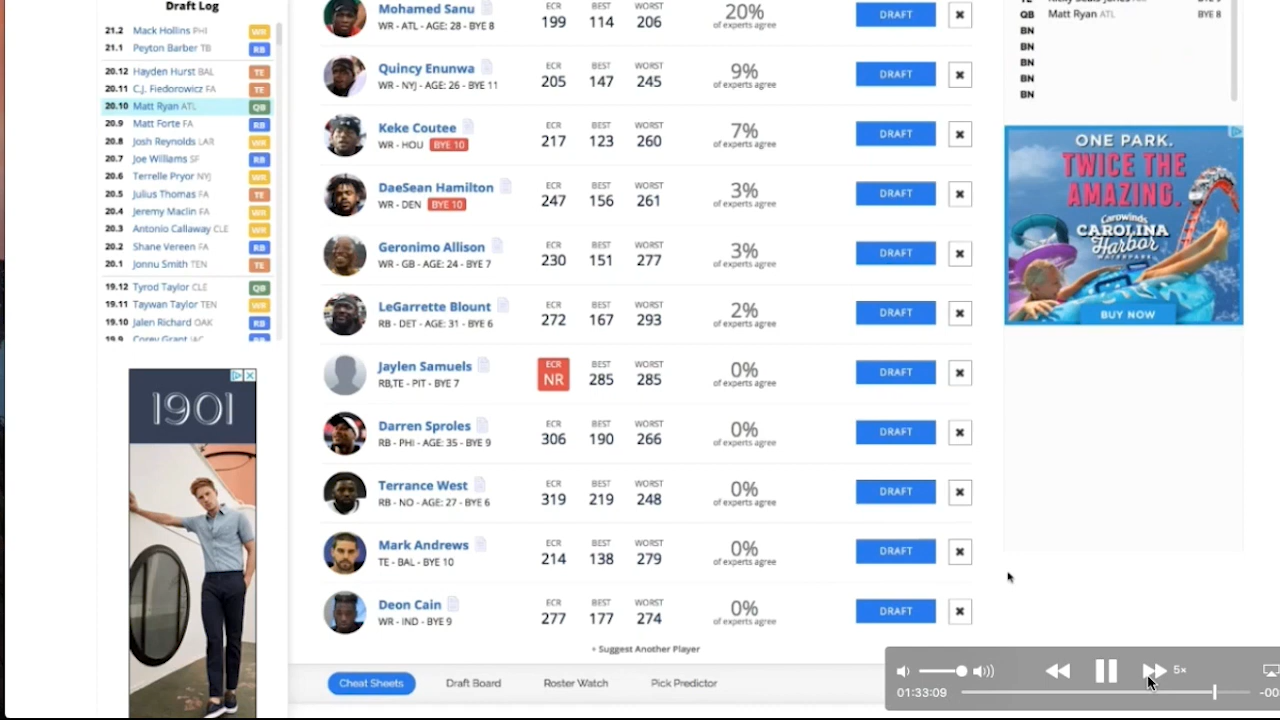 Draft Log
21.2 Mack Hollins PHI WR
21.1 Peyton Barber TB RB
20.12 Hayden Hurst BAL TE
20.11 C.J. Fiedorowicz FA TE
20.10 Matt Ryan ATL QB
20.9 Matt Forte FA RB
20.8 Josh Reynolds LAR WR
20.7 Joe Williams SF RB
20.6 Terrelle Pryor NYJ WR
20.5 Julius Thomas FA TE
20.4 Jeremy Maclin FA WR
20.3 Antonio Callaway CLE WR
20.2 Shane Vereen FA RB
20.1 Jonnu Smith TEN TE
19.12 Tyrod Taylor CLE QB
19.11 Taywan Taylor TEN WR
19.10 Jalen Richard OAK RB
19.9 Corey Grant JAC
1901
Mohamed Sanu ECR BEST WORST 20% DRAFT
WR - ATL - AGE: 28 - BYE 8 199 114 206 of experts agree
Quincy Enunwa ECR BEST WORST 9% DRAFT
WR - NYJ - AGE: 26 - BYE 11 205 147 245 of experts agree
Keke Coutee ECR BEST WORST 7% DRAFT
WR - HOU BYE 10 217 123 260 of experts agree
DaeSean Hamilton ECR BEST WORST 3% DRAFT
WR - DEN BYE 10 247 156 261 of experts agree
Geronimo Allison ECR BEST WORST 3% DRAFT
WR - GB - AGE: 24 - BYE 7 230 151 277 of experts agree
LeGarrette Blount ECR BEST WORST 2% DRAFT
RB - DET - AGE: 31 - BYE 6 272 167 293 of experts agree
Jaylen Samuels ECR BEST WORST 0% DRAFT
RB,TE - PIT - BYE 7 NR 285 285 of experts agree
Darren Sproles ECR BEST WORST 0% DRAFT
RB - PHI - AGE: 35 - BYE 9 306 190 266 of experts agree
Terrance West ECR BEST WORST 0% DRAFT
RB - NO - AGE: 27 - BYE 6 319 219 248 of experts agree
Mark Andrews ECR BEST WORST 0% DRAFT
TE - BAL - BYE 10 214 138 279 of experts agree
Deon Cain ECR BEST WORST 0% DRAFT
WR - IND - BYE 9 277 177 274 of experts agree
+ Suggest Another Player
Cheat Sheets Draft Board Roster Watch Pick Predictor
QB Matt Ryan ATL BYE 8
BN
BN
BN
BN
BN
ONE PARK.
TWICE THE
AMAZING.
Carowinds
CAROLINA
Harbor
WATERPARK
BUY NOW
5×
01:33:09 -00